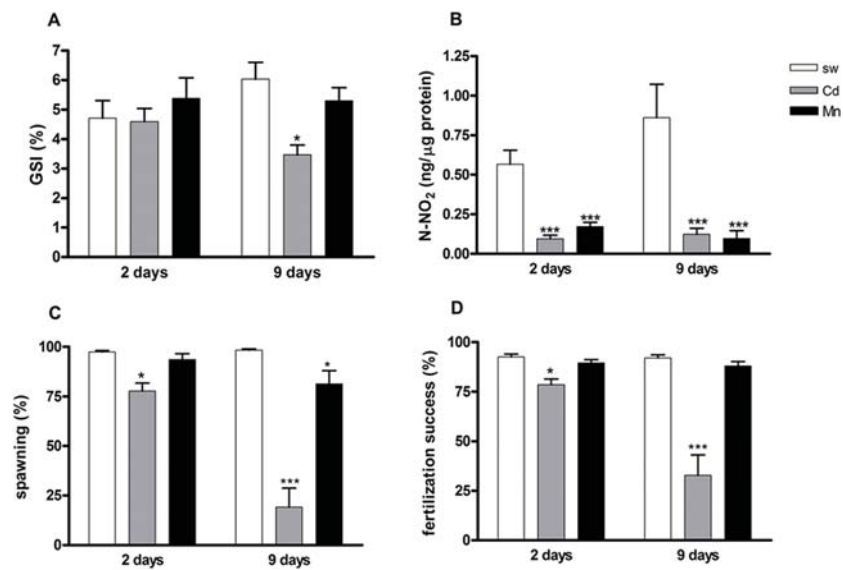 A
GSI (%)
7
6
5
4
3
2
1
0
*
2 days
9 days
B
N-NO2 (ng/µg protein)
1.25
1.00
0.75
0.50
0.25
0.00
***
***
***
***
2 days
9 days
sw
Cd
Mn
C
spawning (%)
100
75
50
25
0
*
***
*
2 days
9 days
D
fertilization success (%)
100
75
50
25
0
*
***
2 days
9 days